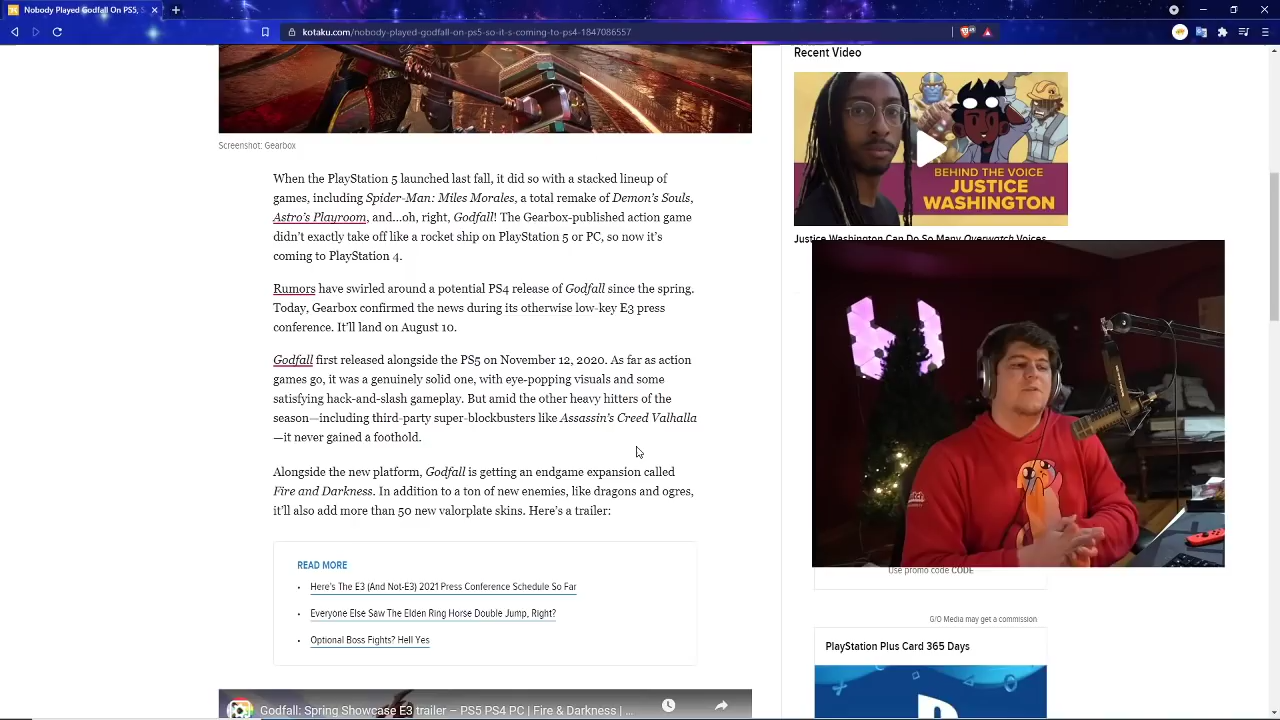 Nobody Played Godfall On PS5, S
kotaku.com/nobody-played-godfall-on-ps5-so-it-s-coming-to-ps4-1847086557
Screenshot: Gearbox
When the PlayStation 5 launched last fall, it did so with a stacked lineup of
games, including Spider-Man: Miles Morales, a total remake of Demon's Souls,
Astro's Playroom, and...oh, right, Godfall! The Gearbox-published action game
didn't exactly take off like a rocket ship on PlayStation 5 or PC, so now it's
coming to PlayStation 4.
Rumors have swirled around a potential PS4 release of Godfall since the spring.
Today, Gearbox confirmed the news during its otherwise low-key E3 press
conference. It'll land on August 10.
Godfall first released alongside the PS5 on November 12, 2020. As far as action
games go, it was a genuinely solid one, with eye-popping visuals and some
satisfying hack-and-slash gameplay. But amid the other heavy hitters of the
season—including third-party super-blockbusters like Assassin's Creed Valhalla
—it never gained a foothold.
Alongside the new platform, Godfall is getting an endgame expansion called
Fire and Darkness. In addition to a ton of new enemies, like dragons and ogres,
it'll also add more than 50 new valorplate skins. Here's a trailer:
READ MORE
Here's The E3 (And Not-E3) 2021 Press Conference Schedule So Far
Everyone Else Saw The Elden Ring Horse Double Jump, Right?
Optional Boss Fights? Hell Yes
Godfall: Spring Showcase E3 trailer – PS5 PS4 PC | Fire & Darkness | ...
Recent Video
BEHIND THE VOICE
JUSTICE
WASHINGTON
Justice Washington Can Do So Many Overwatch Voices
Use promo code CODE
G/O Media may get a commission
PlayStation Plus Card 365 Days